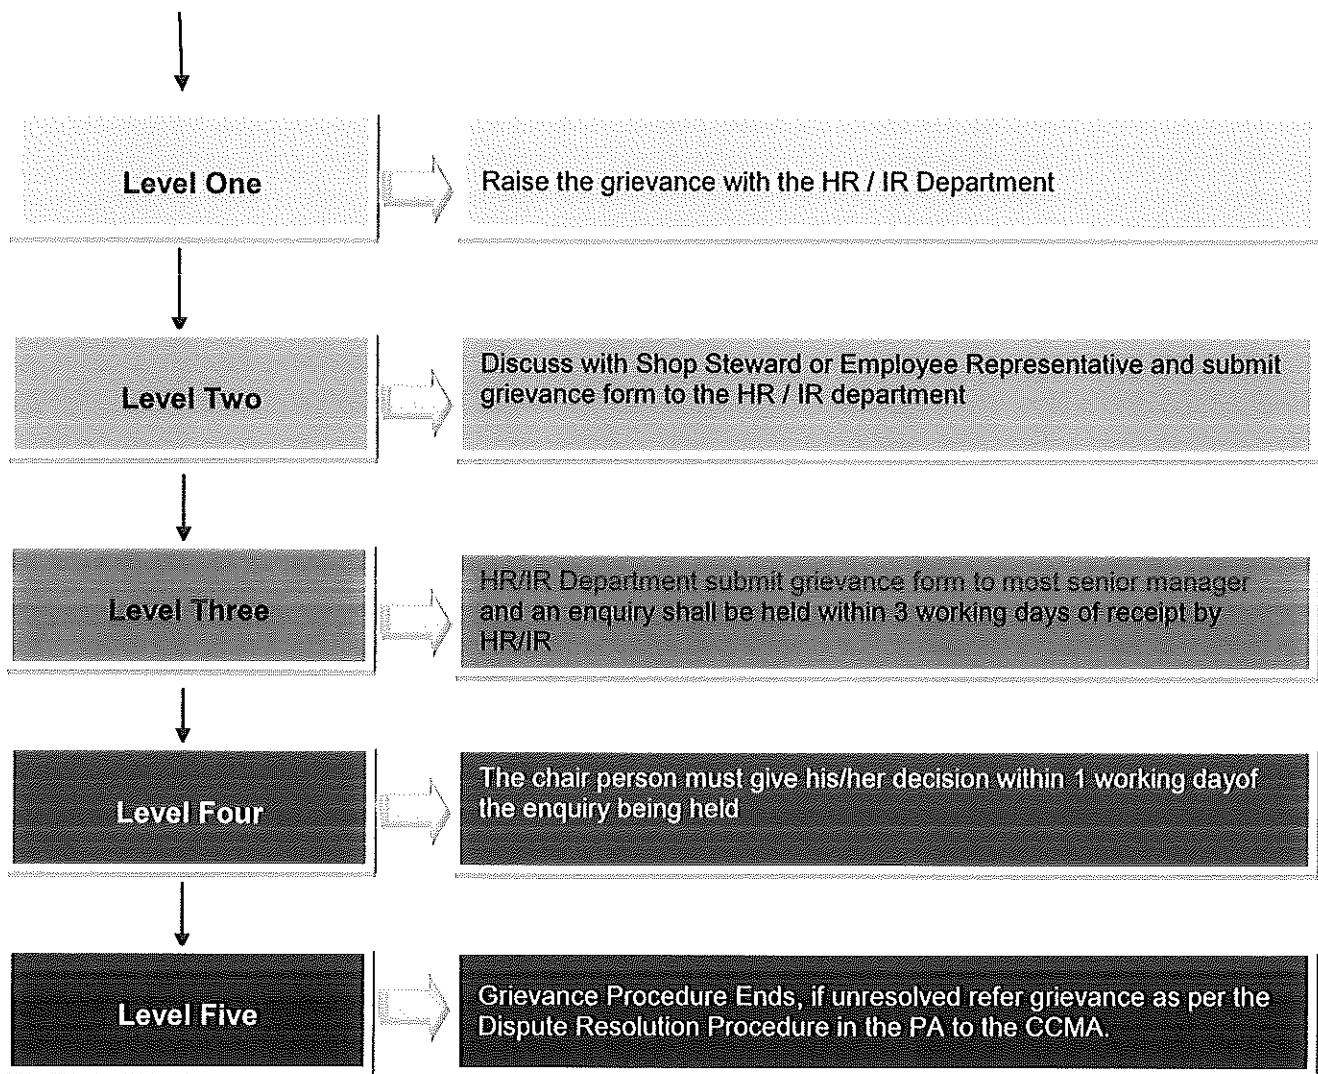 Level One
Raise the grievance with the HR / IR Department
Level Two
Discuss with Shop Steward or Employee Representative and submit
grievance form to the HR / IR department
Level Three
HR/IR Department submit grievance form to most senior manager
and an enquiry shall be held within 3 working days of receipt by
HR/IR
Level Four
The chair person must give his/her decision within 1 working dayof
the enquiry being held
Level Five
Grievance Procedure Ends, if unresolved refer grievance as per the
Dispute Resolution Procedure in the PA to the CCMA.